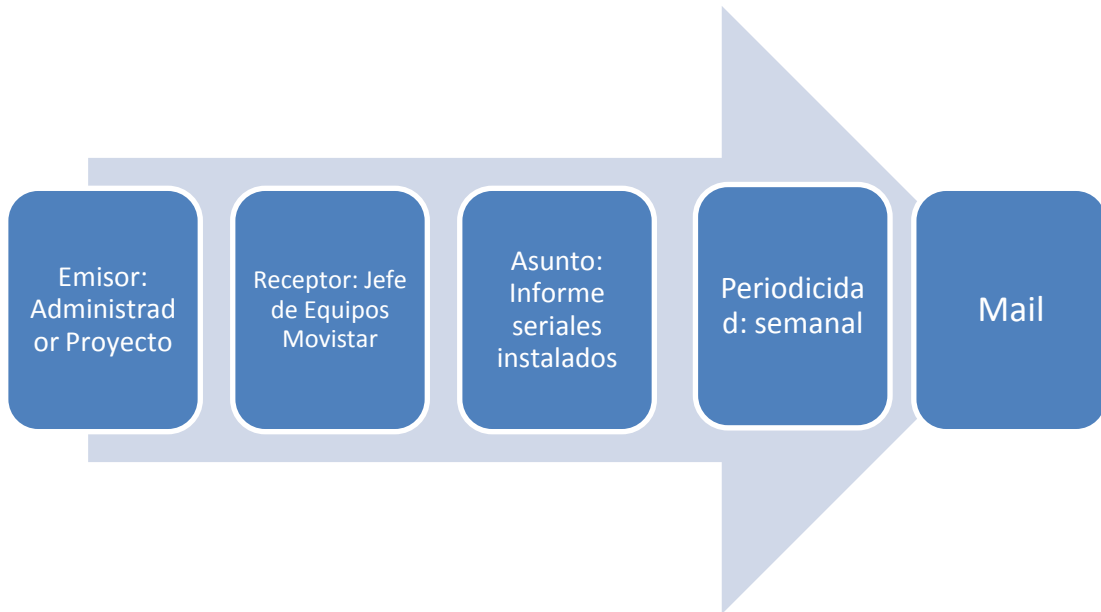 Emisor:
Administrad
or Proyecto
Receptor: Jefe
de Equipos
Movistar
Asunto:
Informe
seriales
instalados
Periodicida
d: semanal
Mail